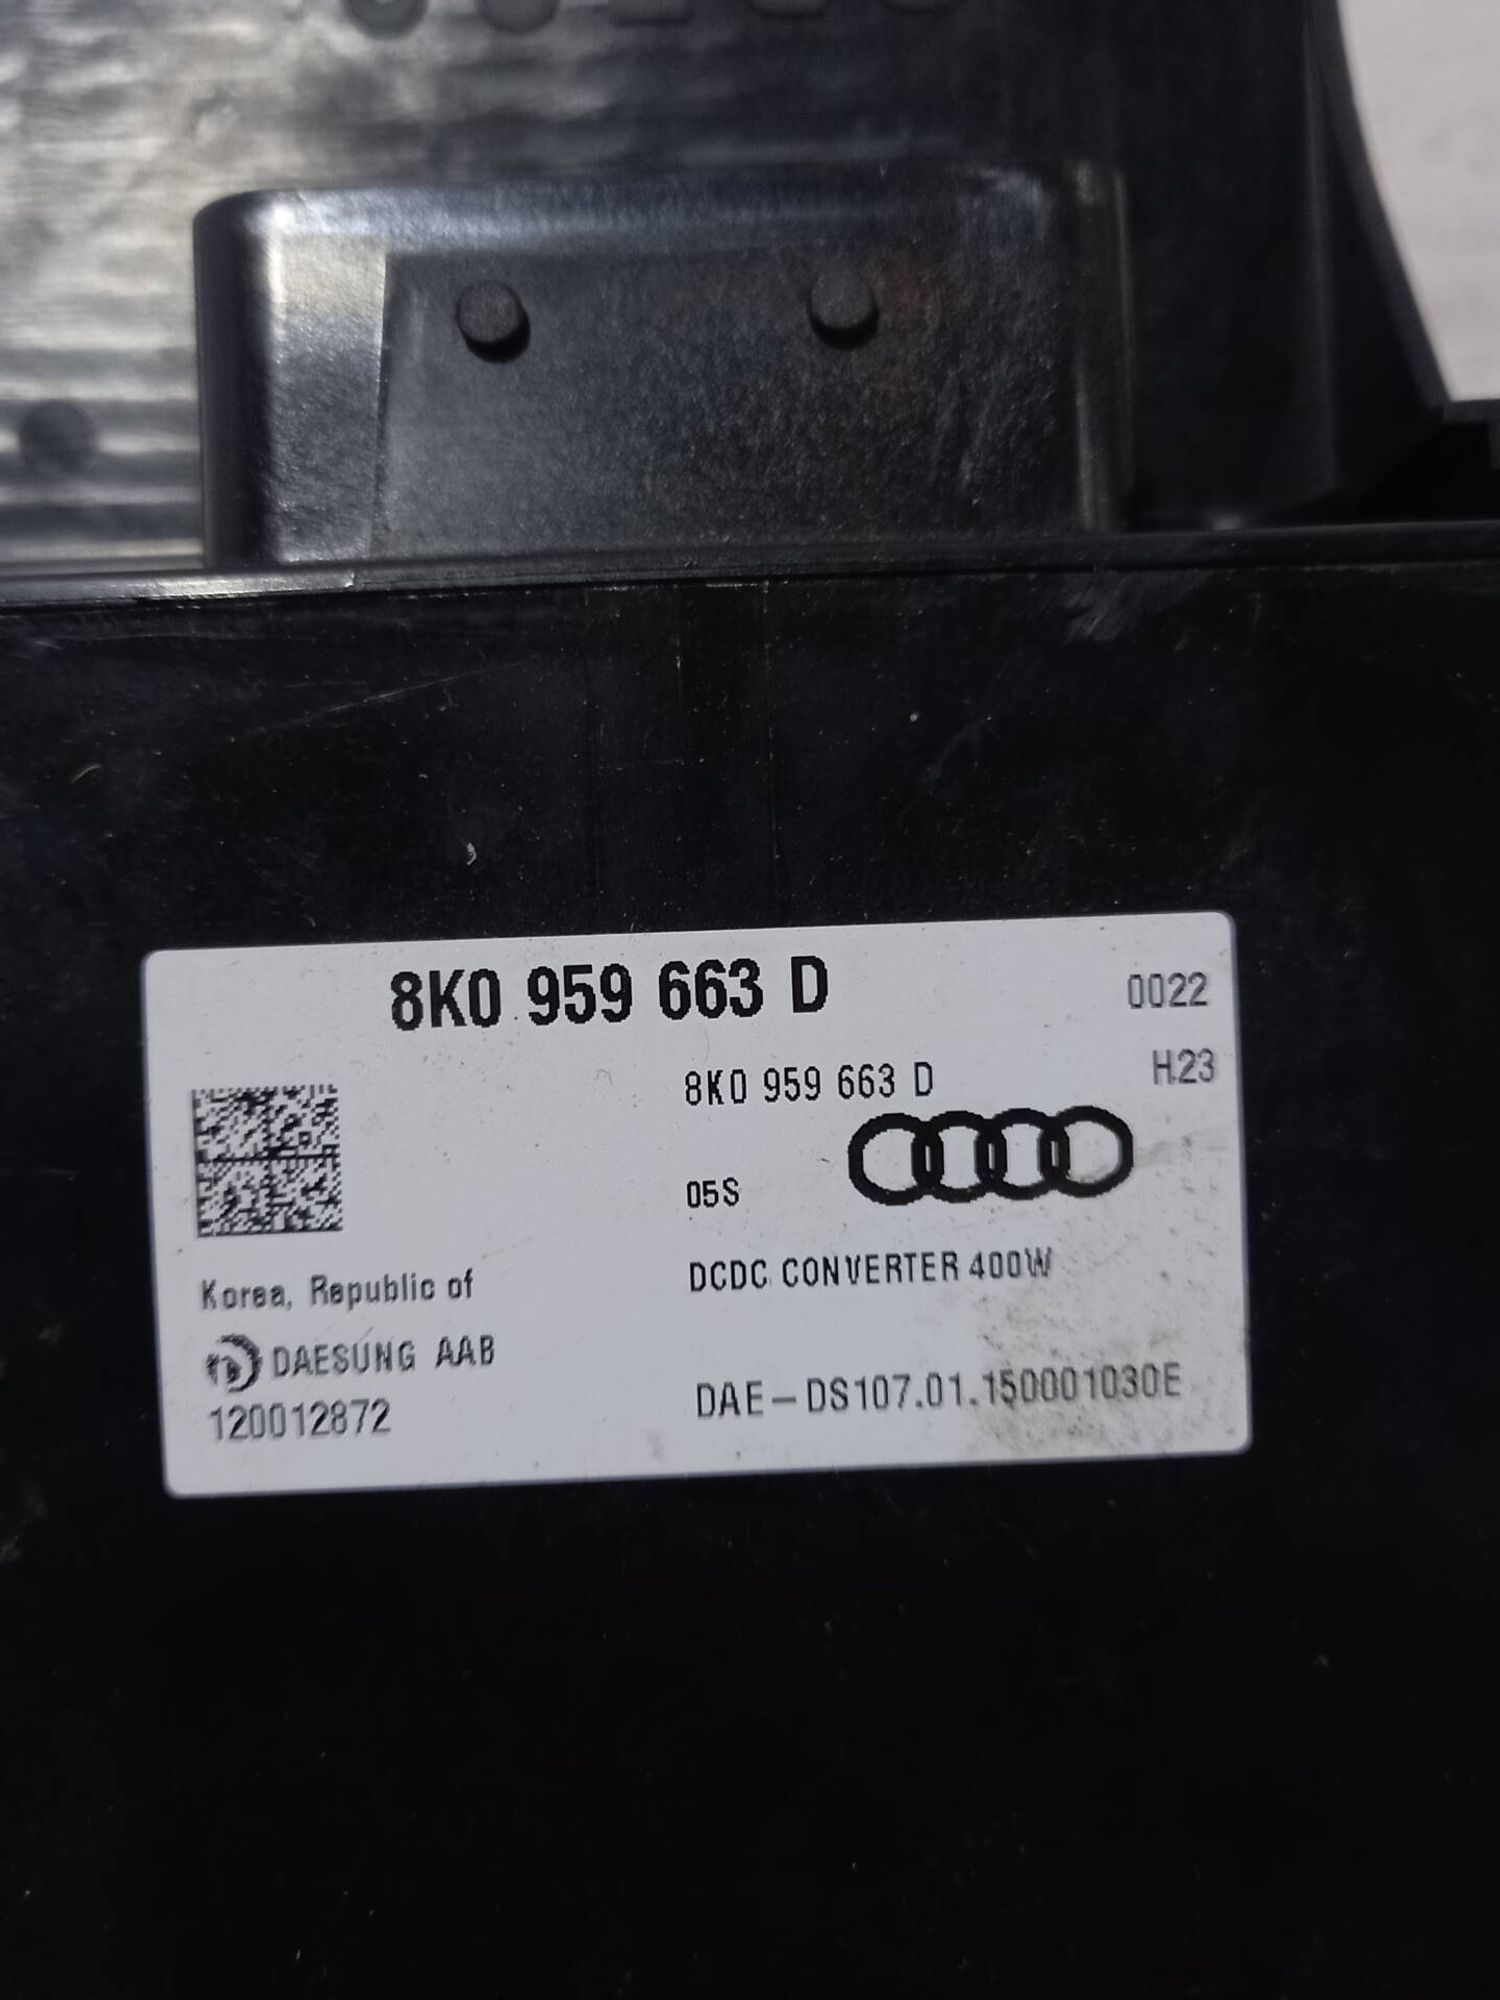 8K0 959 663 D
0022
8K0 959 663 D
H23
05S
DCDC CONVERTER 400W
Korea, Republic of
DAESUNG AAB
120012872
DAE-DS107.01.150001030E